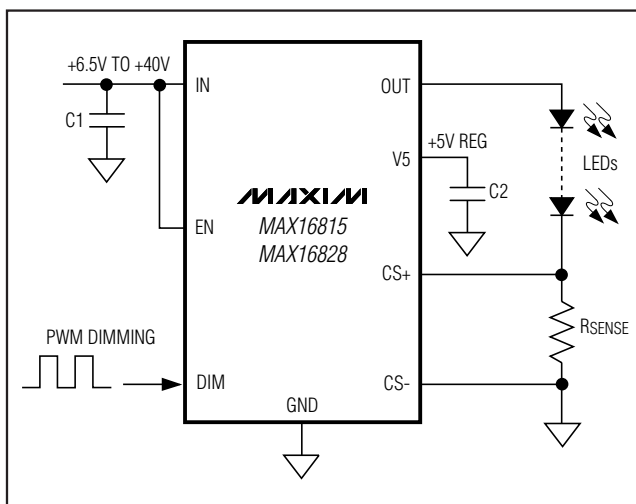 +6.5V TO +40V
C1
IN
EN
PWM DIMMING
DIM
GND
MAXIM
MAX16815
MAX16828
OUT
V5
+5V REG
C2
CS+
CS-
LEDs
RSENSE